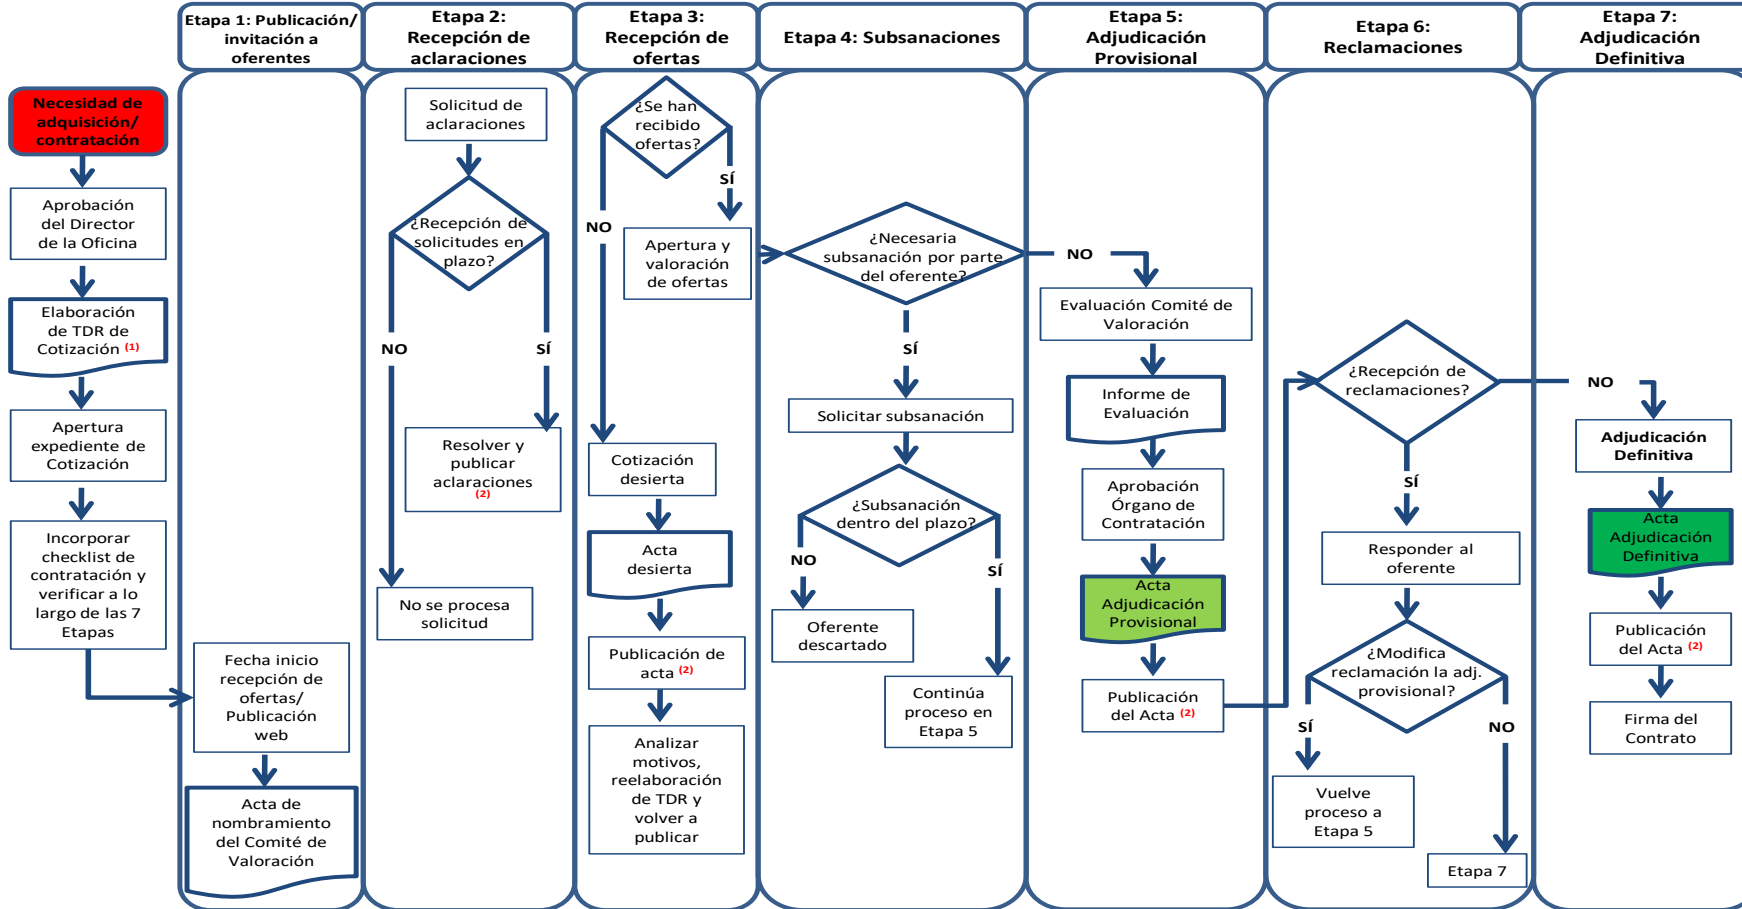 Etapa 1: Publicación/
invitación a
oferentes
Etapa 2:
Recepción de
aclaraciones
Etapa 3:
Recepción de
ofertas
Etapa 4: Subsanaciones
Etapa 5:
Adjudicación
Provisional
Etapa 6:
Reclamaciones
Etapa 7:
Adjudicación
Definitiva
Necesidad de
adquisición/
contratación
Aprobación
del Director
de la Oficina
Elaboración
de TDR de
Cotización (1)
Apertura
expediente de
Cotización
Incorporar
checklist de
contratación y
verificar a lo
largo de las 7
Etapas
Fecha inicio
recepción de
ofertas/
Publicación
web
Acta de
nombramiento
del Comité de
Valoración
Solicitud de
aclaraciones
¿Recepción de
solicitudes en
plazo?
NO
SÍ
Resolver y
publicar
aclaraciones
(2)
No se procesa
solicitud
¿Se han
recibido
ofertas?
SÍ
NO
Apertura y
valoración
de ofertas
Cotización
desierta
Acta
desierta
Publicación de
acta (2)
Analizar
motivos,
reelaboración
de TDR y
volver a
publicar
¿Necesaria
subsanación por parte
del oferente?
NO
SÍ
Solicitar subsanación
¿Subsanación
dentro del plazo?
NO
SÍ
Oferente
descartado
Continúa
proceso en
Etapa 5
Evaluación Comité de
Valoración
Informe de
Evaluación
Aprobación
Órgano de
Contratación
Acta
Adjudicación
Provisional
Publicación
del Acta (2)
¿Recepción de
reclamaciones?
NO
SÍ
Responder al
oferente
¿Modifica
reclamación la adj.
provisional?
SÍ
NO
Vuelve
proceso a
Etapa 5
Etapa 7
Adjudicación
Definitiva
Acta
Adjudicación
Definitiva
Publicación
del Acta (2)
Firma del
Contrato